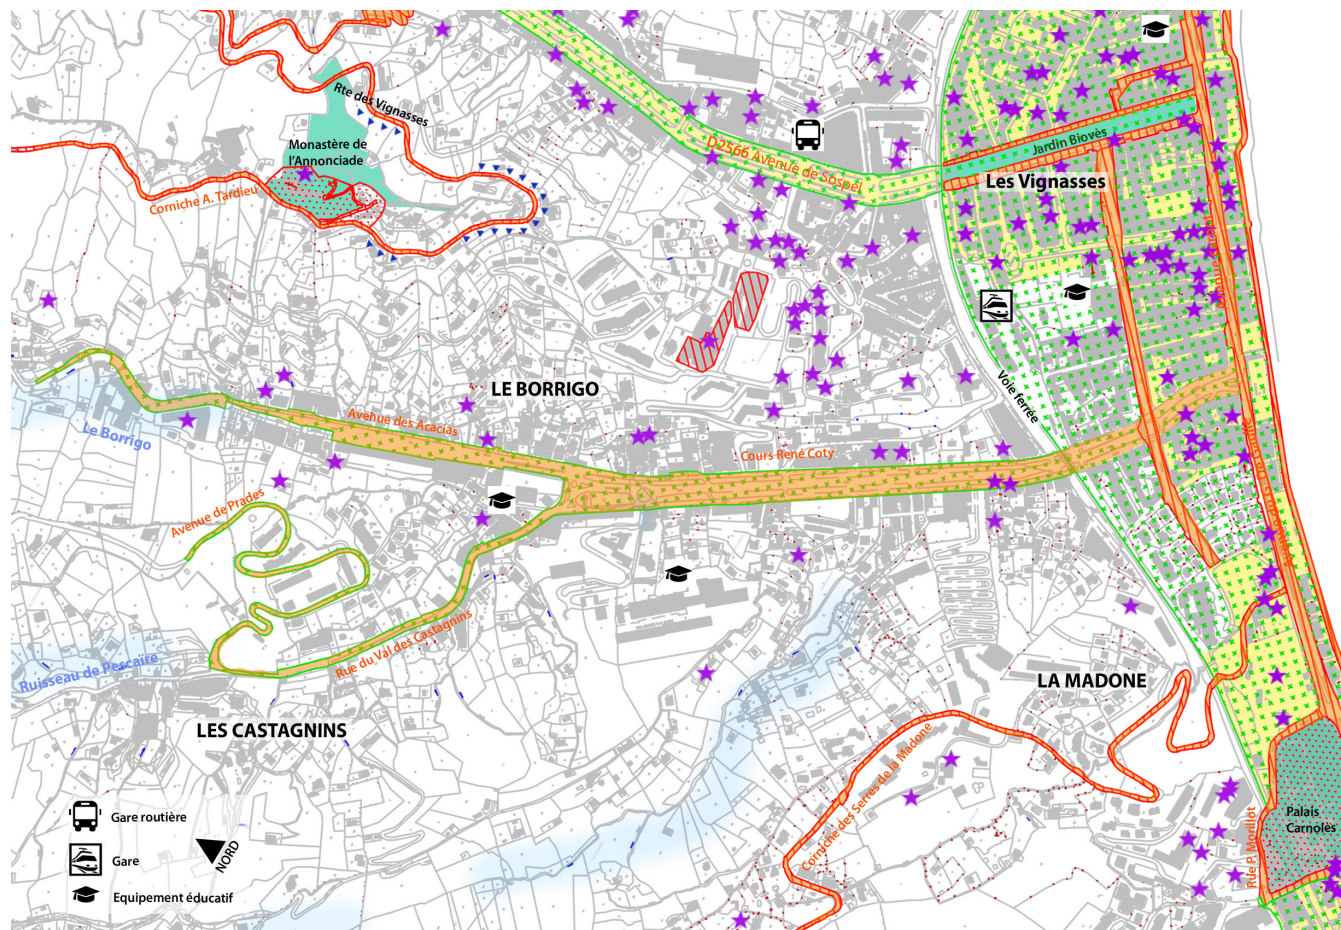 Rte des Vignasses
Monastère de
l'Annonciade
Corniche A. Tardieu
D2566 Avenue de Sospel
Jardin Biovès
Les Vignasses
LE BORRIGO
Voie ferrée
Le Borrigo
Avenue des Acacias
Cours René Coty
Avenue de Prades
Rue du Val des Castagnins
Ruisseau de Pescaire
LES CASTAGNINS
LA MADONE
Corniche des Serres de la Madone
Rue P. Morillot
Palais
Carnolès
Gare routière
Gare
Equipement éducatif
NORD